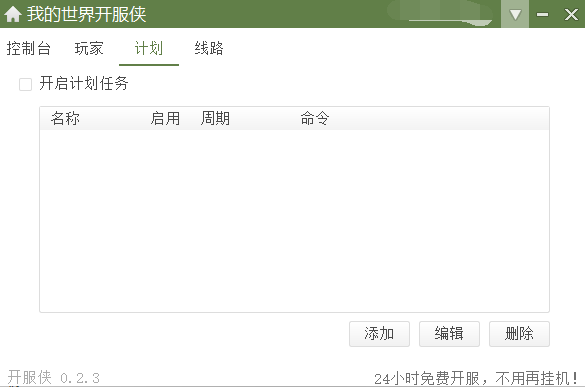 我的世界开服侠
控制台 玩家 计划 线路
开启计划任务
名称 启用 周期 命令
添加 编辑 删除
开服侠 0.2.3 24小时免费开服，不用再挂机！